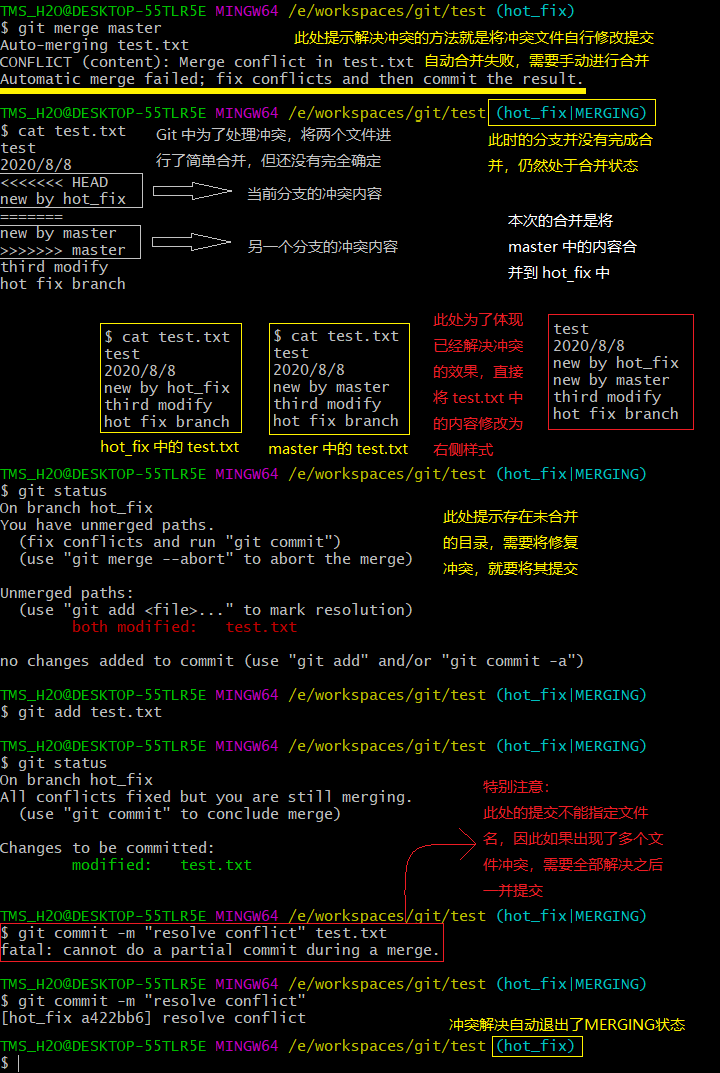 TMS_H2O@DESKTOP-55TLR5E MINGW64 /e/workspaces/git/test (hot_fix)
$ git merge master
Auto-merging test.txt
此处提示解决冲突的方法就是将冲突文件自行修改提交
CONFLICT (content): Merge conflict in test.txt 自动合并失败，需要手动进行合并
Automatic merge failed; fix conflicts and then commit the result.
TMS_H2O@DESKTOP-55TLR5E MINGW64 /e/workspaces/git/test (hot_fix|MERGING)
$ cat test.txt
test
2020/8/8
<<<<<<< HEAD
new by hot_fix
=======
new by master
>>>>>>> master
third modify
hot fix branch
Git 中为了处理冲突，将两个文件进
行了简单合并，但还没有完全确定
当前分支的冲突内容
另一个分支的冲突内容
此时的分支并没有完成合
并，仍然处于合并状态
本次的合并是将
master 中的内容合
并到 hot_fix 中
$ cat test.txt
test
2020/8/8
new by hot_fix
third modify
hot fix branch
hot_fix 中的 test.txt
$ cat test.txt
test
2020/8/8
new by master
third modify
hot fix branch
master 中的 test.txt
此处为了体现
已经解决冲突
的效果，直接
将 test.txt 中
的内容修改为
右侧样式
test
2020/8/8
new by hot_fix
new by master
third modify
hot fix branch
TMS_H2O@DESKTOP-55TLR5E MINGW64 /e/workspaces/git/test (hot_fix|MERGING)
$ git status
On branch hot_fix
You have unmerged paths.
  (fix conflicts and run "git commit")
  (use "git merge --abort" to abort the merge)
此处提示存在未合并
的目录，需要将修复
冲突，就要将其提交
Unmerged paths:
  (use "git add <file>..." to mark resolution)
        both modified:   test.txt
no changes added to commit (use "git add" and/or "git commit -a")
TMS_H2O@DESKTOP-55TLR5E MINGW64 /e/workspaces/git/test (hot_fix|MERGING)
$ git add test.txt
TMS_H2O@DESKTOP-55TLR5E MINGW64 /e/workspaces/git/test (hot_fix|MERGING)
$ git status
On branch hot_fix
All conflicts fixed but you are still merging.
  (use "git commit" to conclude merge)
Changes to be committed:
        modified:   test.txt
特别注意：
此处的提交不能指定文件
名，因此如果出现了多个文
件冲突，需要全部解决之后
一并提交
TMS_H2O@DESKTOP-55TLR5E MINGW64 /e/workspaces/git/test (hot_fix|MERGING)
$ git commit -m "resolve conflict" test.txt
fatal: cannot do a partial commit during a merge.
TMS_H2O@DESKTOP-55TLR5E MINGW64 /e/workspaces/git/test (hot_fix|MERGING)
$ git commit -m "resolve conflict"
[hot_fix a422bb6] resolve conflict
冲突解决自动退出了MERGING状态
TMS_H2O@DESKTOP-55TLR5E MINGW64 /e/workspaces/git/test (hot_fix)
$